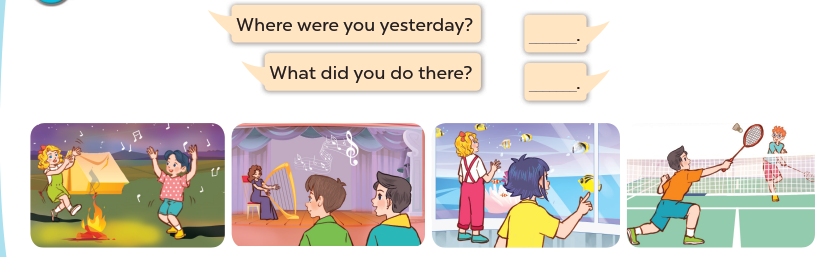 Where were you yesterday?
_____.
What did you do there?
_____.